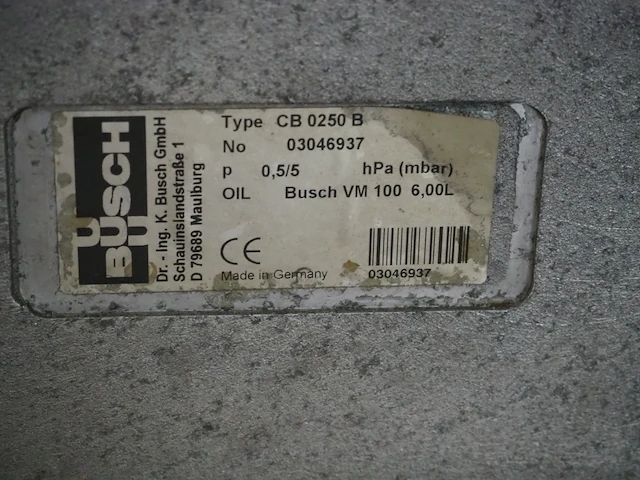 BUSCH
Dr. - Ing. K. Busch GmbH
Schauinslandstraße 1
D 79689 Maulburg
Type CB 0250 B
No 03046937
p 0,5/5 hPa (mbar)
OIL Busch VM 100 6,00L
CE
Made in Germany
03046937